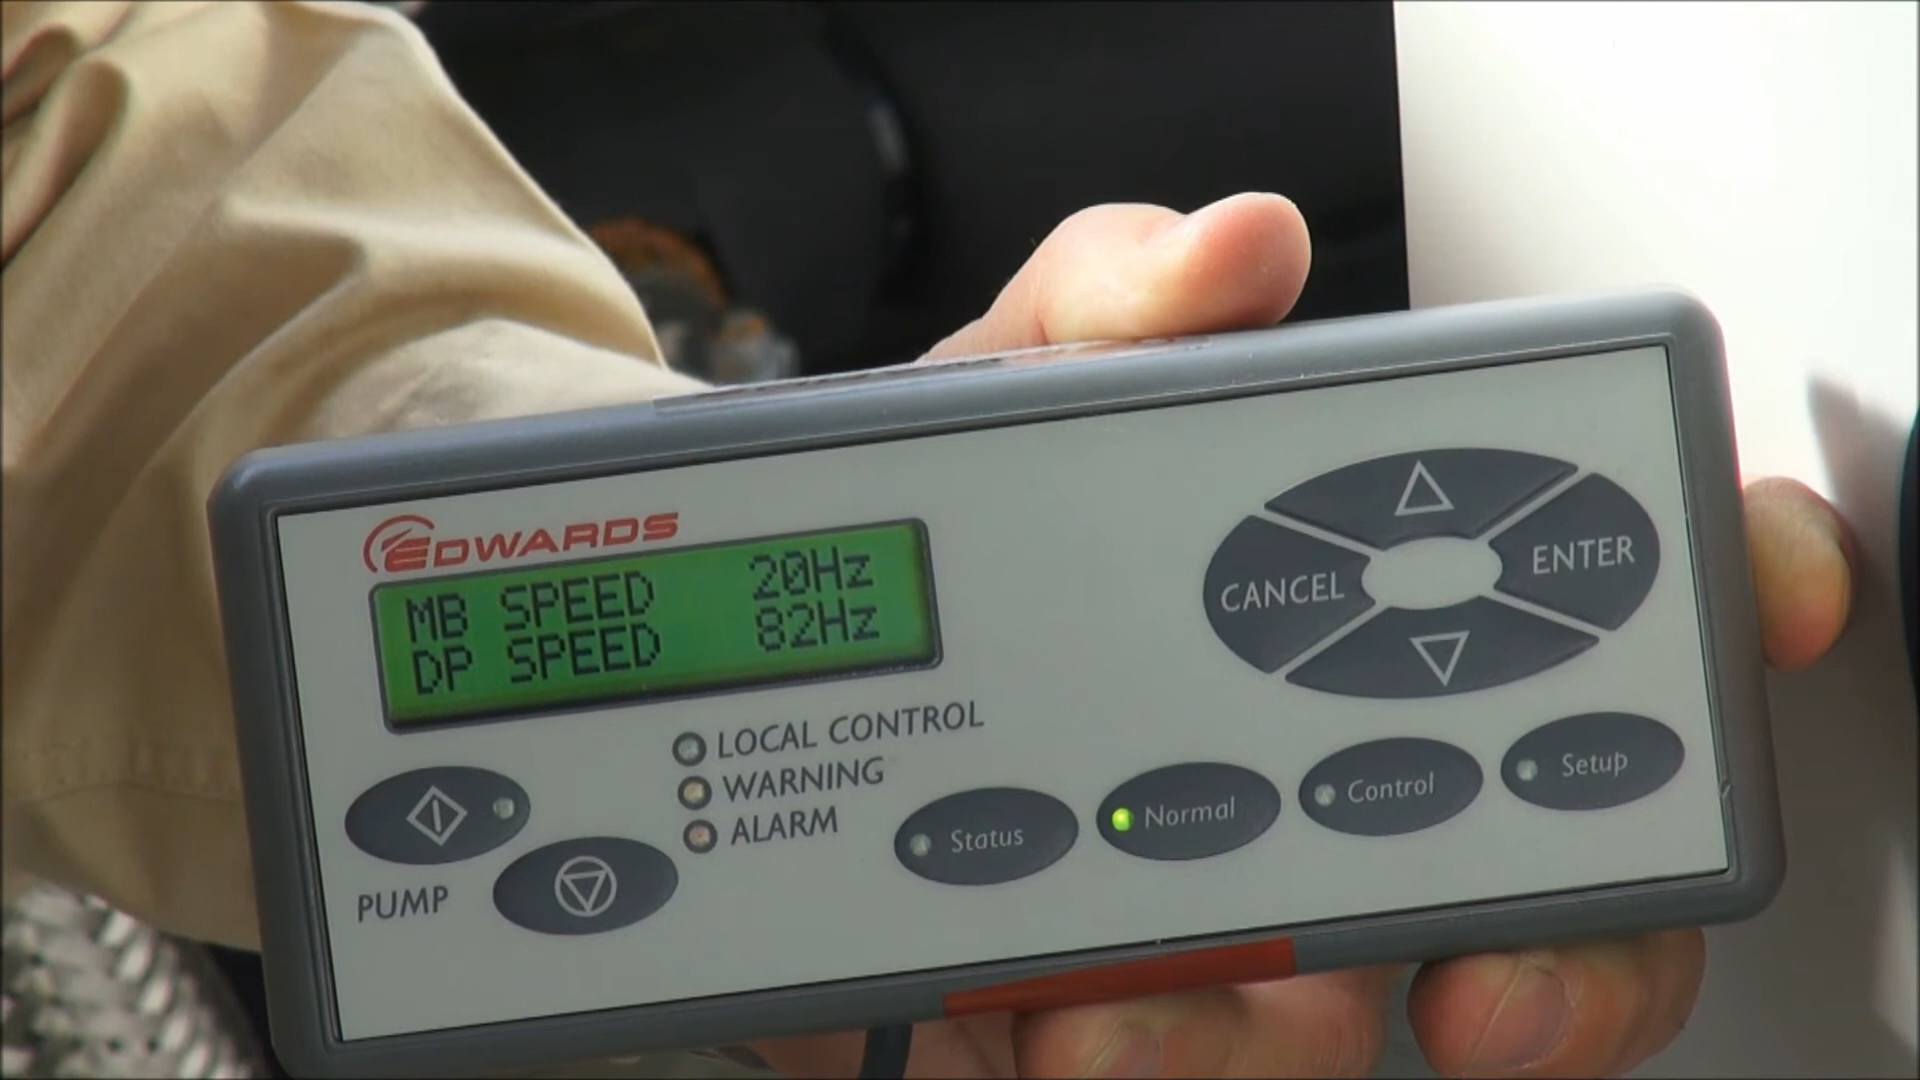 EDWARDS
MB SPEED 20Hz
DP SPEED 82Hz
LOCAL CONTROL
WARNING
ALARM
PUMP
CANCEL
ENTER
Status
Normal
Control
Setup